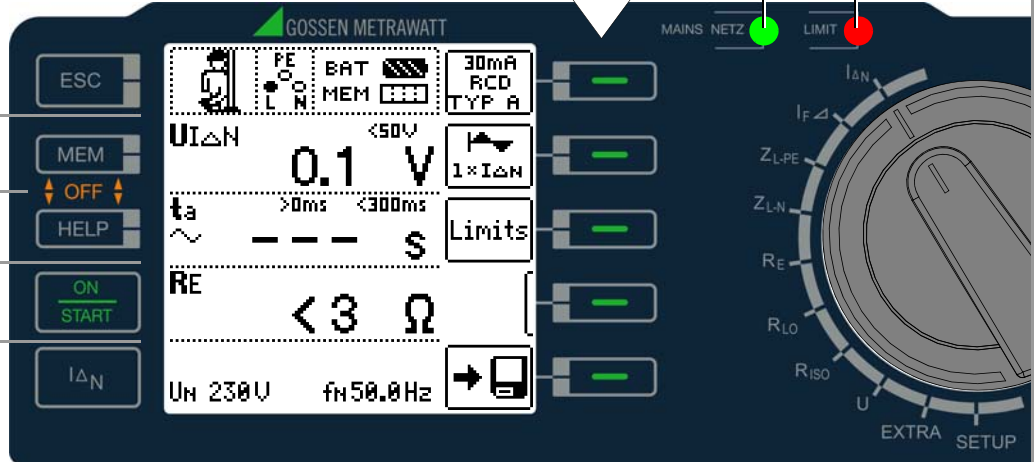 GOSSEN METRAWATT
MAINS NETZ
LIMIT
ESC
MEM
OFF
HELP
ON
START
IΔN
PE
L N
BAT
MEM
30mA
RCD
TYP A
UIΔN
<50V
0.1 V
1×IΔN
ta
>0ms <300ms
--- s
Limits
RE
<3 Ω
UN 230V fN50.0Hz
IΔN
IF⊿
ZL-PE
ZL-N
RE
RLO
RISO
U
EXTRA
SETUP